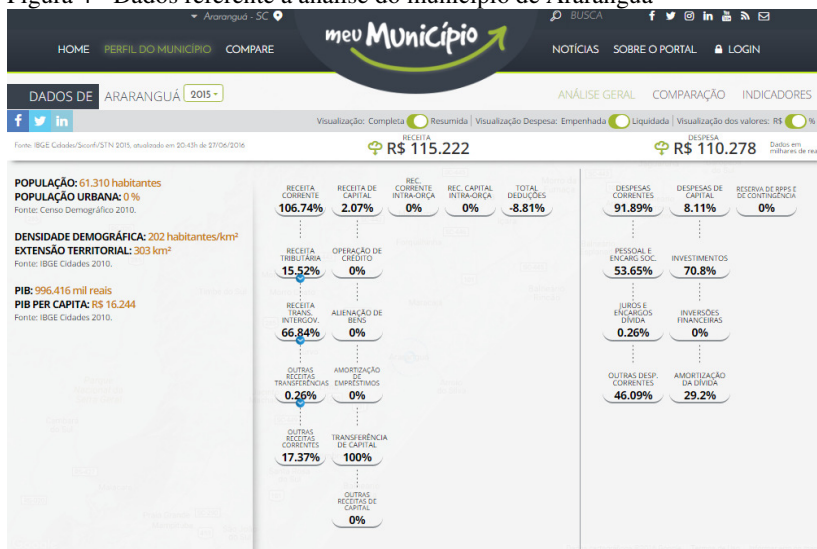 Figura 4 - Dados referente à análise do município de Araranguá
Araranguá - SC
BUSCA
meu Município
HOME PERFIL DO MUNICÍPIO COMPARE
NOTÍCIAS SOBRE O PORTAL LOGIN
DADOS DE ARARANGUÁ 2015
ANÁLISE GERAL COMPARAÇÃO INDICADORES
Visualização: Completa Resumida | Visualização Despesa: Empenhada Liquidada | Visualização dos valores: R$ %
Fonte: IBGE Cidades/Siconfi/STN 2015, atualizado em 20:43h de 27/06/2016
RECEITA
R$ 115.222
DESPESA
R$ 110.278
Dados em
milhares de rea
POPULAÇÃO: 61.310 habitantes
POPULAÇÃO URBANA: 0 %
Fonte: Censo Demográfico 2010.
DENSIDADE DEMOGRÁFICA: 202 habitantes/km²
EXTENSÃO TERRITORIAL: 303 km²
Fonte: IBGE Cidades 2010.
PIB: 996.416 mil reais
PIB PER CAPITA: R$ 16.244
Fonte: IBGE Cidades 2010.
RECEITA
CORRENTE
106.74%
RECEITA DE
CAPITAL
2.07%
REC.
CORRENTE
INTRA-ORÇA
0%
REC. CAPITAL
INTRA-ORÇA
0%
TOTAL
DEDUÇÕES
-8.81%
RECEITA
TRIBUTÁRIA
15.52%
OPERAÇÃO DE
CRÉDITO
0%
RECEITA
TRANS.
INTERGOV.
66.84%
ALIENAÇÃO DE
BENS
0%
OUTRAS
RECEITAS
TRANSFERÊNCIAS
0.26%
AMORTIZAÇÃO
DE
EMPRÉSTIMOS
0%
OUTRAS
RECEITAS
CORRENTES
17.37%
TRANSFERÊNCIA
DE CAPITAL
100%
OUTRAS
RECEITAS DE
CAPITAL
0%
DESPESAS
CORRENTES
91.89%
DESPESAS DE
CAPITAL
8.11%
RESERVA DE RPPS E
DE CONTINGÊNCIA
0%
PESSOAL E
ENCARG SOC.
53.65%
INVESTIMENTOS
70.8%
JUROS E
ENCARGOS
DÍVIDA
0.26%
INVERSÕES
FINANCEIRAS
0%
OUTRAS DESP.
CORRENTES
46.09%
AMORTIZAÇÃO
DA DÍVIDA
29.2%